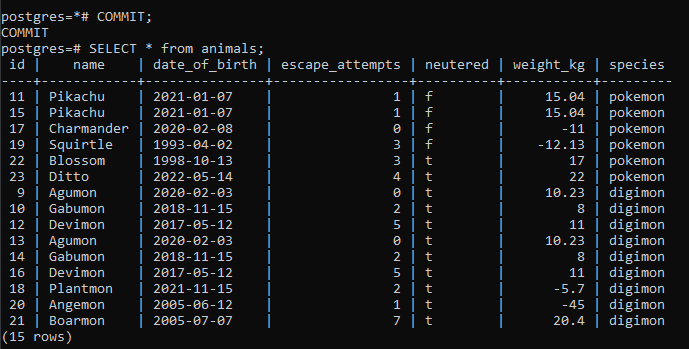 postgres=*# COMMIT;
COMMIT
postgres=# SELECT * from animals;
 id |    name    | date_of_birth | escape_attempts | neutered | weight_kg | species
----+------------+---------------+-----------------+----------+-----------+---------
 11 | Pikachu    | 2021-01-07    |               1 | f        |     15.04 | pokemon
 15 | Pikachu    | 2021-01-07    |               1 | f        |     15.04 | pokemon
 17 | Charmander | 2020-02-08    |               0 | f        |       -11 | pokemon
 19 | Squirtle   | 1993-04-02    |               3 | f        |    -12.13 | pokemon
 22 | Blossom    | 1998-10-13    |               3 | t        |        17 | pokemon
 23 | Ditto      | 2022-05-14    |               4 | t        |        22 | pokemon
  9 | Agumon     | 2020-02-03    |               0 | t        |     10.23 | digimon
 10 | Gabumon    | 2018-11-15    |               2 | t        |         8 | digimon
 12 | Devimon    | 2017-05-12    |               5 | t        |        11 | digimon
 13 | Agumon     | 2020-02-03    |               0 | t        |     10.23 | digimon
 14 | Gabumon    | 2018-11-15    |               2 | t        |         8 | digimon
 16 | Devimon    | 2017-05-12    |               5 | t        |        11 | digimon
 18 | Plantmon   | 2021-11-15    |               2 | t        |      -5.7 | digimon
 20 | Angemon    | 2005-06-12    |               1 | t        |       -45 | digimon
 21 | Boarmon    | 2005-07-07    |               7 | t        |      20.4 | digimon
(15 rows)